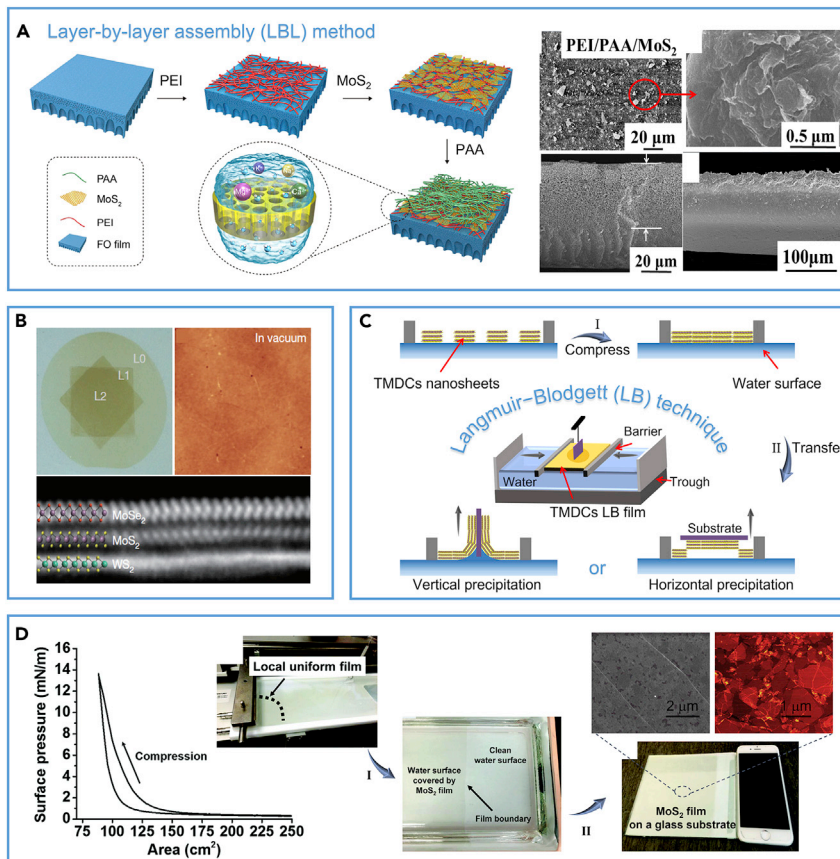 A Layer-by-layer assembly (LBL) method
PEI
MoS₂
PAA
PAA
MoS₂
PEI
FO film
PEI/PAA/MoS₂
20 μm
0.5 μm
20 μm
100μm
B
L0
L1
L2
In vacuum
MoSe₂
MoS₂
WS₂
C
I
Compress
TMDCs nanosheets
Water surface
Langmuir–Blodgett (LB) technique
II Transfe
Barrier
Water
Trough
TMDCs LB film
Substrate
Vertical precipitation
or
Horizontal precipitation
D
Surface pressure (mN/m)
16
14
12
10
8
6
4
2
0
75 100 125 150 175 200 225 250
Area (cm²)
Compression
Local uniform film
I
Clean
water surface
Water surface
covered by
MoS₂ film
Film boundary
II
2 μm
1 μm
MoS₂ film
on a glass substrate